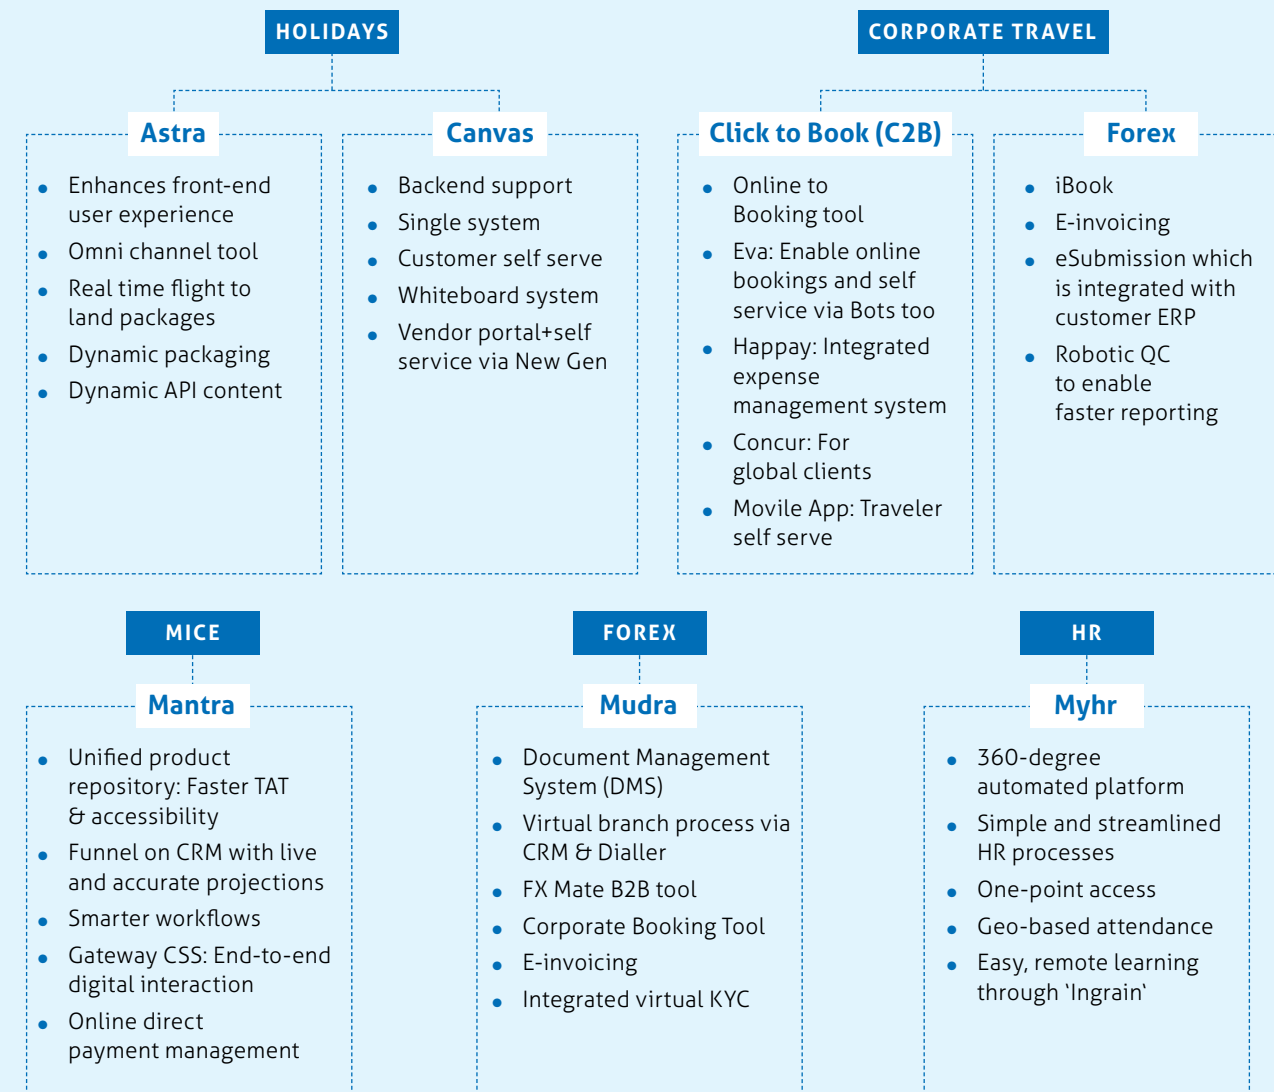 HOLIDAYS
Astra
Enhances front-end
user experience
Omni channel tool
Real time flight to
land packages
Dynamic packaging
Dynamic API content
Canvas
Backend support
Single system
Customer self serve
Whiteboard system
Vendor portal+self
service via New Gen
CORPORATE TRAVEL
Click to Book (C2B)
Online to
Booking tool
Eva: Enable online
bookings and self
service via Bots too
Happay: Integrated
expense
management system
Concur: For
global clients
Movile App: Traveler
self serve
Forex
iBook
E-invoicing
eSubmission which
is integrated with
customer ERP
Robotic QC
to enable
faster reporting
MICE
Mantra
Unified product
repository: Faster TAT
& accessibility
Funnel on CRM with live
and accurate projections
Smarter workflows
Gateway CSS: End-to-end
digital interaction
Online direct
payment management
FOREX
Mudra
Document Management
System (DMS)
Virtual branch process via
CRM & Dialler
FX Mate B2B tool
Corporate Booking Tool
E-invoicing
Integrated virtual KYC
HR
Myhr
360-degree
automated platform
Simple and streamlined
HR processes
One-point access
Geo-based attendance
Easy, remote learning
through ‘Ingrain‘